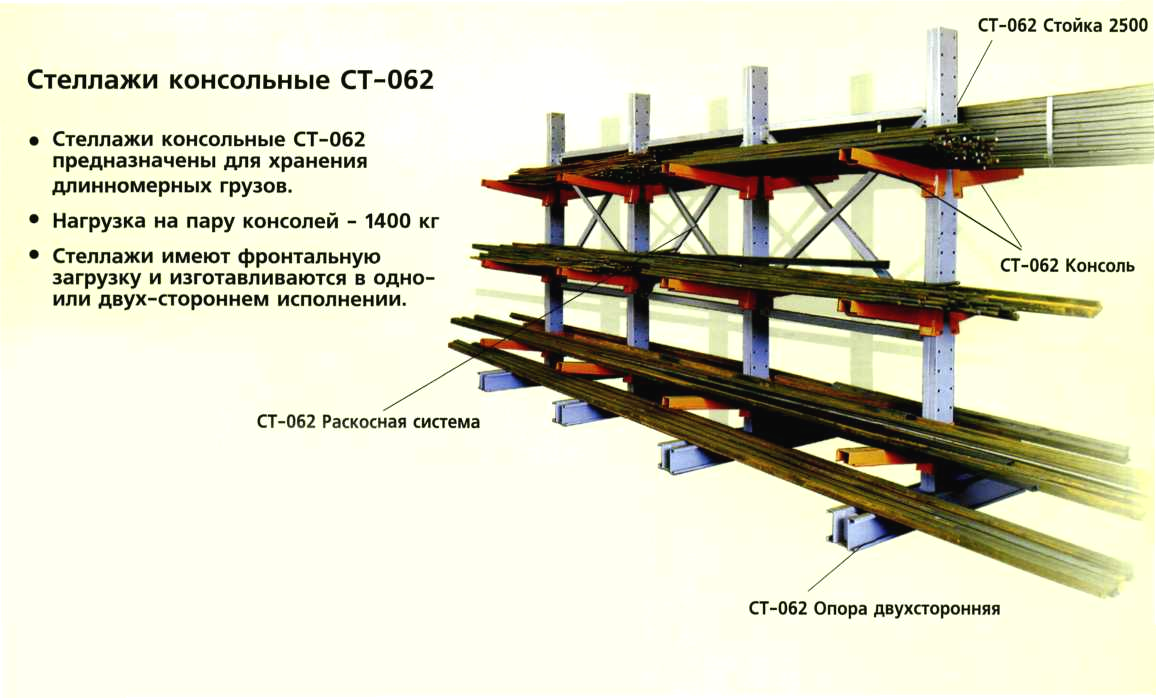 СТ-062 Стойка 2500
Стеллажи консольные СТ-062
• Стеллажи консольные СТ-062
предназначены для хранения
длинномерных грузов.
• Нагрузка на пару консолей - 1400 кг
• Стеллажи имеют фронтальную
загрузку и изготавливаются в одно-
или двух-стороннем исполнении.
СТ-062 Консоль
СТ-062 Раскосная система
СТ-062 Опора двухсторонняя